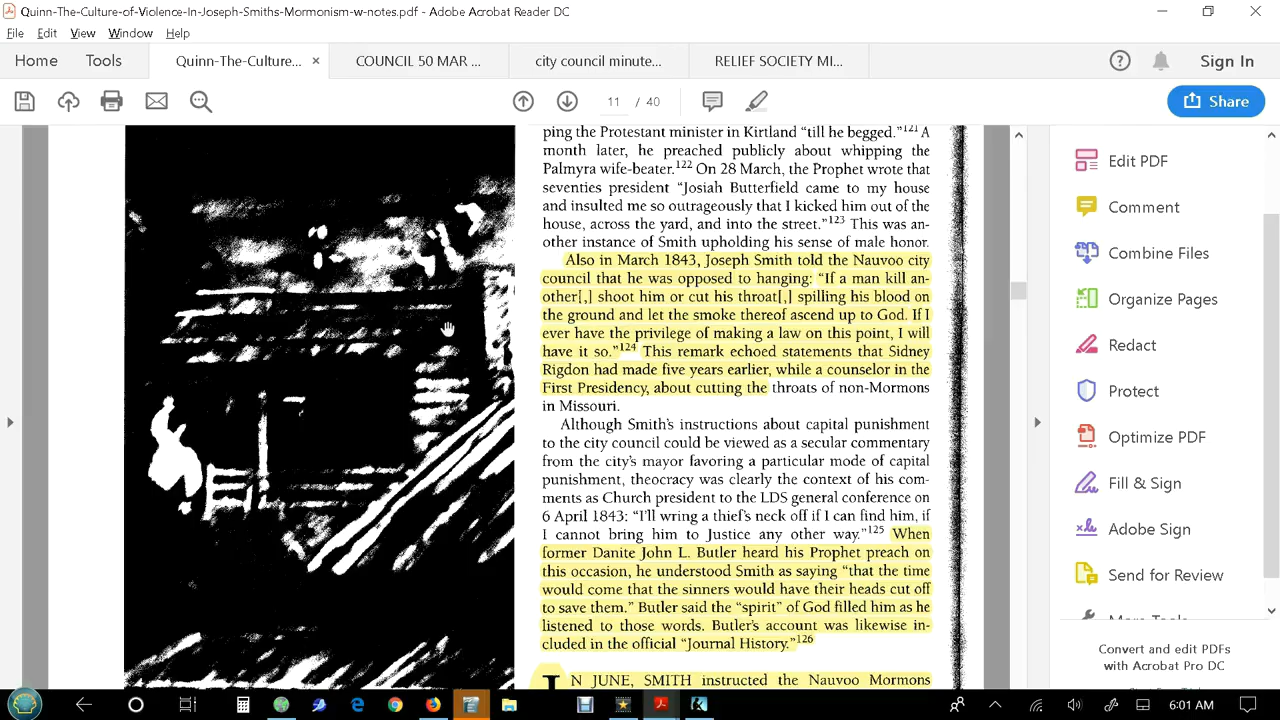 Quinn-The-Culture-of-Violence-In-Joseph-Smiths-Mormonism-w-notes.pdf - Adobe Acrobat Reader DC
File Edit View Window Help
Home Tools Quinn-The-Culture... × COUNCIL 50 MAR ... city council minute... RELIEF SOCIETY MI... Sign In
11 / 40 Share
ping the Protestant minister in Kirtland “till he begged.”121 A
month later, he preached publicly about whipping the
Palmyra wife-beater.122 On 28 March, the Prophet wrote that
seventies president “Josiah Butterfield came to my house
and insulted me so outrageously that I kicked him out of the
house, across the yard, and into the street.”123 This was an-
other instance of Smith upholding his sense of male honor.
Also in March 1843, Joseph Smith told the Nauvoo city
council that he was opposed to hanging: “If a man kill an-
other[,] shoot him or cut his throat[,] spilling his blood on
the ground and let the smoke thereof ascend up to God. If I
ever have the privilege of making a law on this point, I will
have it so.”124 This remark echoed statements that Sidney
Rigdon had made five years earlier, while a counselor in the
First Presidency, about cutting the throats of non-Mormons
in Missouri.
Although Smith’s instructions about capital punishment
to the city council could be viewed as a secular commentary
from the city’s mayor favoring a particular mode of capital
punishment, theocracy was clearly the context of his com-
ments as Church president to the LDS general conference on
6 April 1843: “I’ll wring a thief’s neck off if I can find him, if
I cannot bring him to Justice any other way.”125 When
former Danite John L. Butler heard his Prophet preach on
this occasion, he understood Smith as saying “that the time
would come that the sinners would have their heads cut off
to save them.” Butler said the “spirit” of God filled him as he
listened to those words. Butler’s account was likewise in-
cluded in the official “Journal History.”126
IN JUNE, SMITH instructed the Nauvoo Mormons
Edit PDF
Comment
Combine Files
Organize Pages
Redact
Protect
Optimize PDF
Fill & Sign
Adobe Sign
Send for Review
More Tools
Convert and edit PDFs
with Acrobat Pro DC
6:01 AM